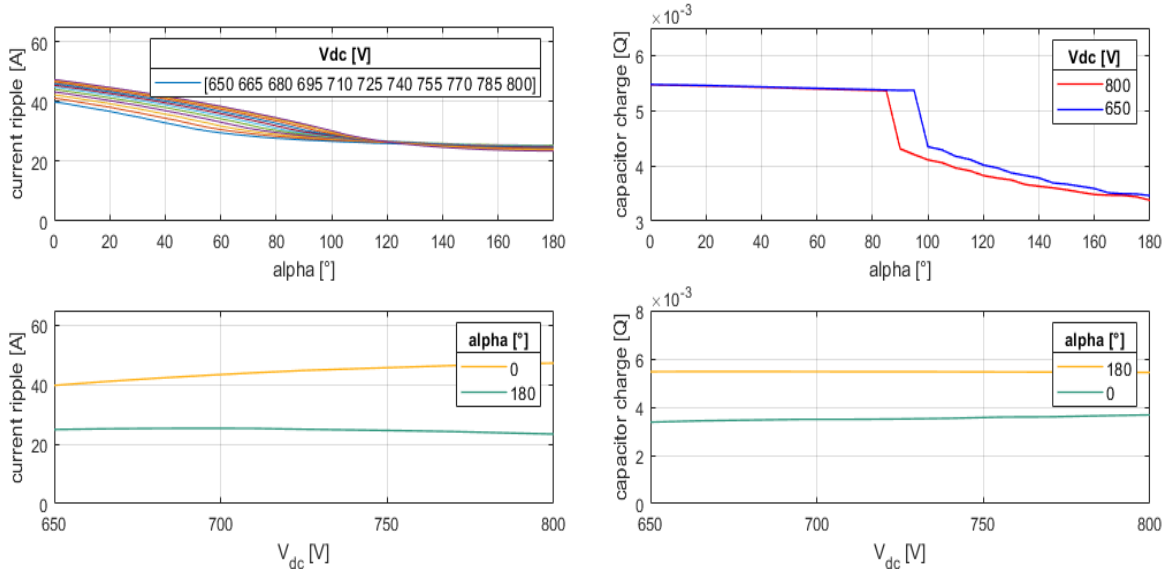 60
40
20
0
current ripple [A]
Vdc [V]
[650 665 680 695 710 725 740 755 770 785 800]
0 20 40 60 80 100 120 140 160 180
alpha [°]
×10⁻³
6
5
4
3
capacitor charge [Q]
Vdc [V]
800
650
0 20 40 60 80 100 120 140 160 180
alpha [°]
60
40
20
0
current ripple [A]
alpha [°]
0
180
650 700 750 800
V_dc [V]
×10⁻³
8
6
4
2
0
capacitor charge [Q]
alpha [°]
180
0
650 700 750 800
V_dc [V]